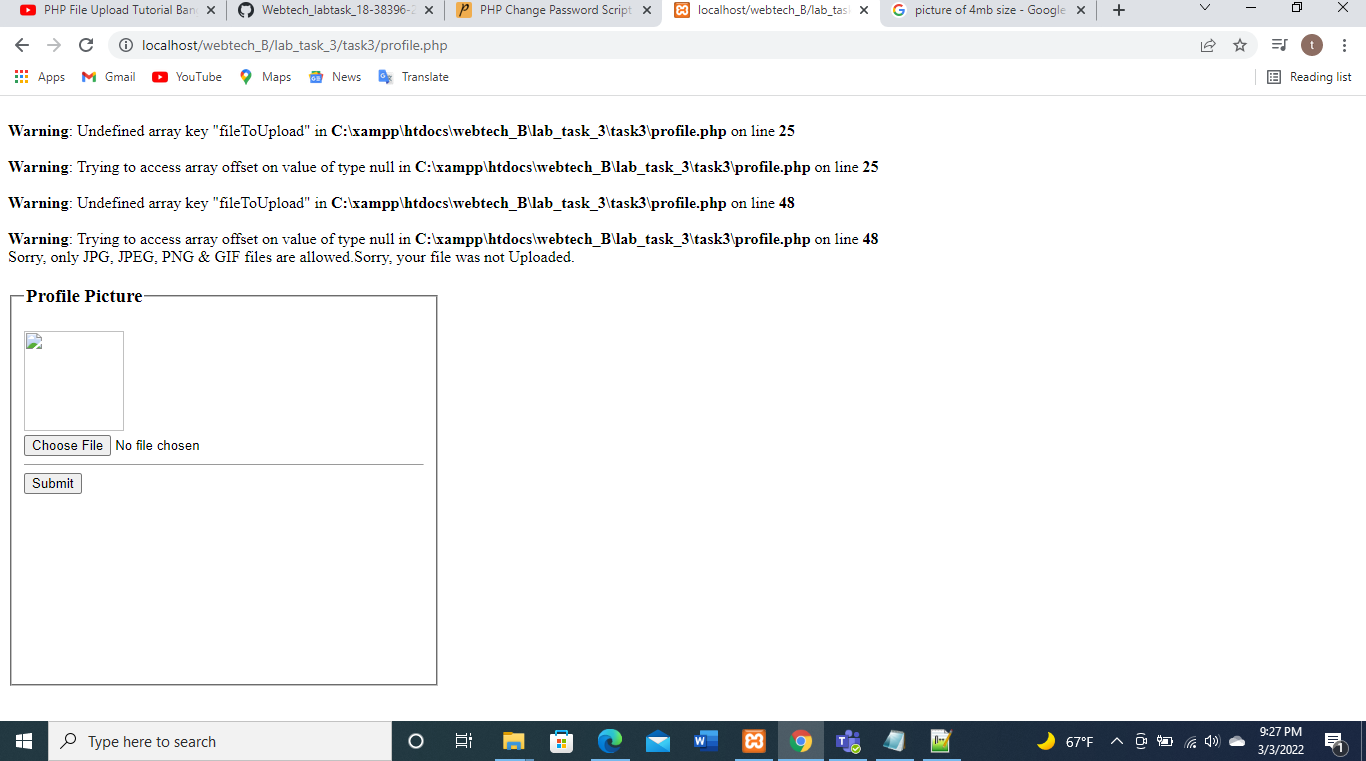 PHP File Upload Tutorial Ban
Webtech_labtask_18-38396-2
PHP Change Password Script
localhost/webtech_B/lab_tas
picture of 4mb size - Google
localhost/webtech_B/lab_task_3/task3/profile.php
t
Apps Gmail YouTube Maps News Translate Reading list
Warning: Undefined array key "fileToUpload" in C:\xampp\htdocs\webtech_B\lab_task_3\task3\profile.php on line 25
Warning: Trying to access array offset on value of type null in C:\xampp\htdocs\webtech_B\lab_task_3\task3\profile.php on line 25
Warning: Undefined array key "fileToUpload" in C:\xampp\htdocs\webtech_B\lab_task_3\task3\profile.php on line 48
Warning: Trying to access array offset on value of type null in C:\xampp\htdocs\webtech_B\lab_task_3\task3\profile.php on line 48
Sorry, only JPG, JPEG, PNG & GIF files are allowed.Sorry, your file was not Uploaded.
Profile Picture
Choose File No file chosen
Submit
Type here to search
67°F
9:27 PM
3/3/2022
1